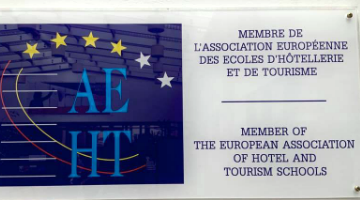 AE
HT
MEMBRE DE
L'ASSOCIATION EUROPÉENNE
DES ECOLES D'HÔTELLERIE
ET DE TOURISME
MEMBER OF
THE EUROPEAN ASSOCIATION
OF HOTEL AND
TOURISM SCHOOLS